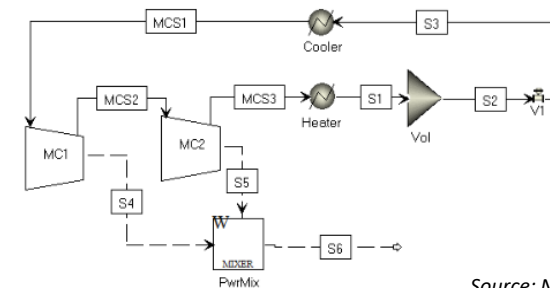 MCS1
S3
Cooler
MCS2
MCS3
S1
S2
Heater
V1
Vol
MC1
MC2
S4
S5
W
MIXER
S6
PwrMix
Source: N